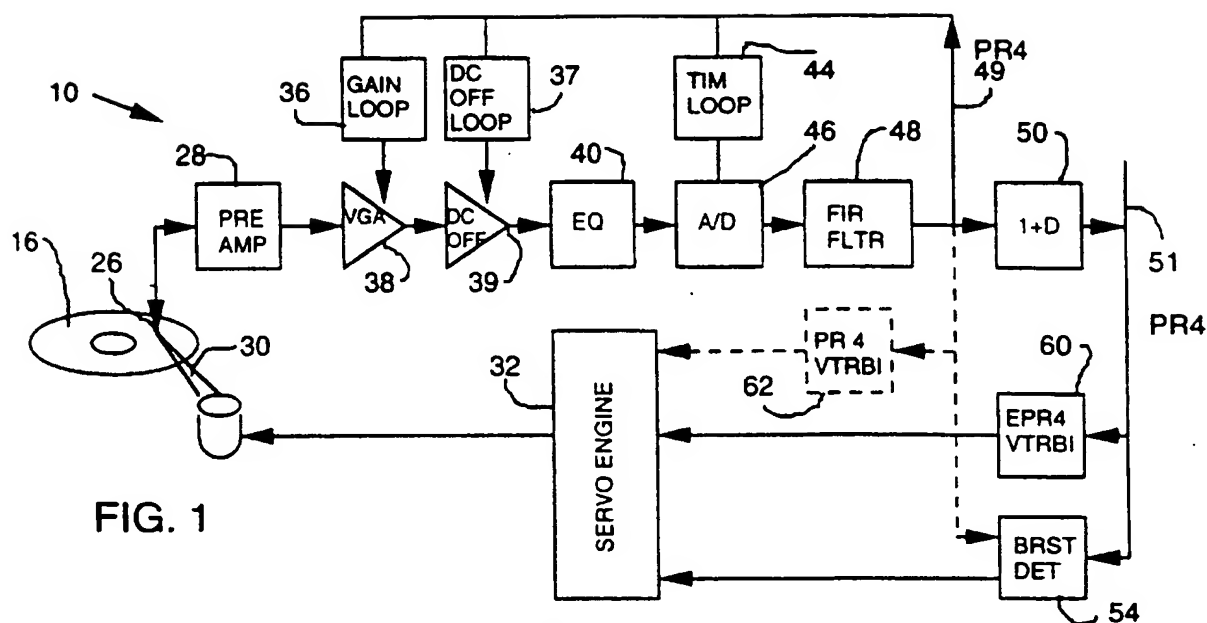 10
36
GAIN
LOOP
DC
OFF
LOOP
37
TIM
LOOP
44
PR4
49
28
PRE
AMP
VGA
38
DC
OFF
39
40
EQ
46
A/D
48
FIR
FLTR
50
1+D
51
PR4
16
26
30
32
SERVO ENGINE
PR 4
VTRBI
62
60
EPR4
VTRBI
BRST
DET
54
FIG. 1